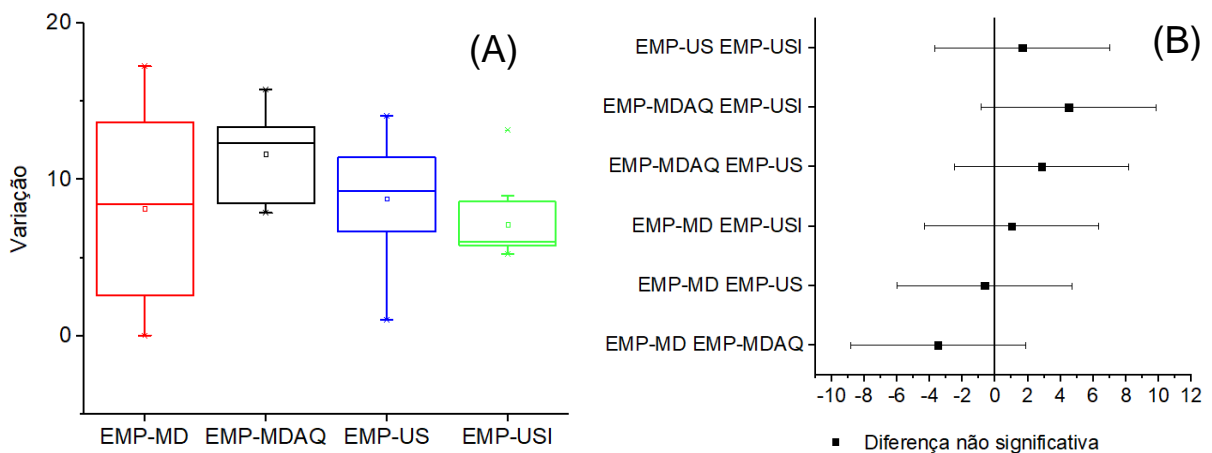 20
10
0
Variação
(A)
EMP-MD EMP-MDAQ EMP-US EMP-USI
(B)
EMP-US EMP-USI
EMP-MDAQ EMP-USI
EMP-MDAQ EMP-US
EMP-MD EMP-USI
EMP-MD EMP-US
EMP-MD EMP-MDAQ
-10 -8 -6 -4 -2 0 2 4 6 8 10 12
Diferença não significativa